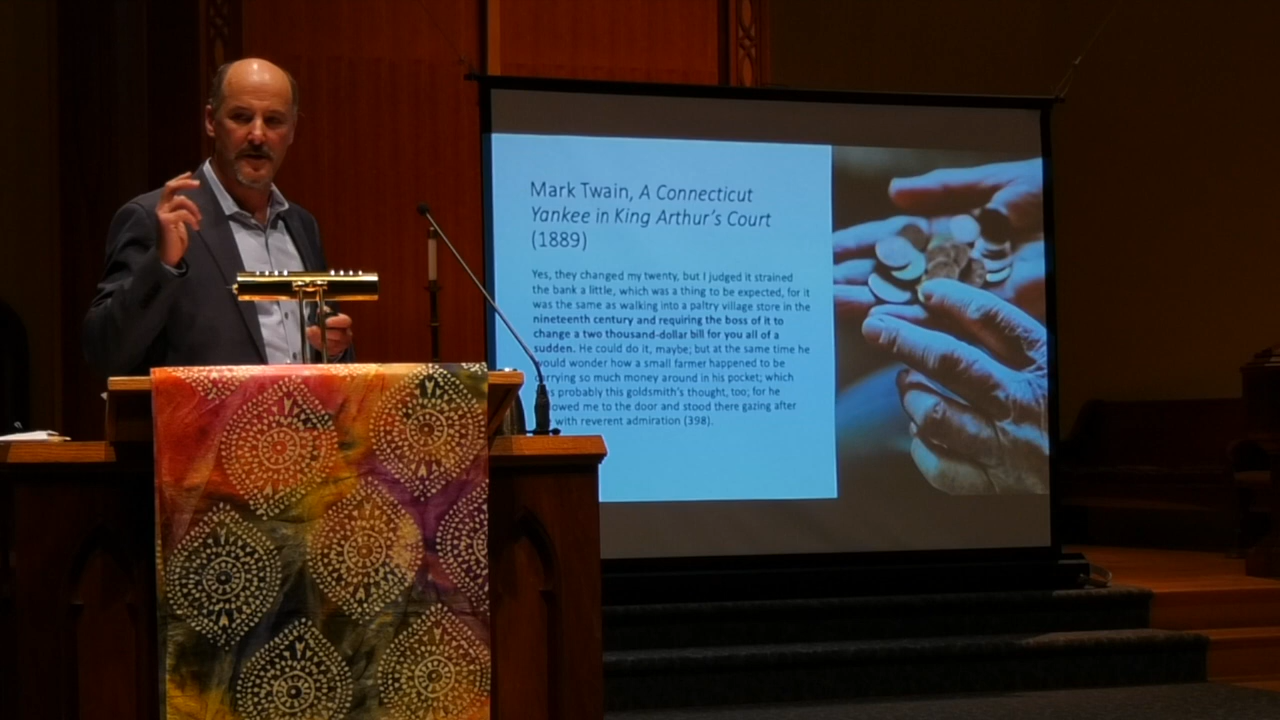 Mark Twain, A Connecticut
Yankee in King Arthur's Court
(1889)
Yes, they changed my twenty, but I judged it strained
the bank a little, which was a thing to be expected, for it
was the same as walking into a paltry village store in the
nineteenth century and requiring the boss of it to
change a two thousand-dollar bill for you all of a
sudden. He could do it, maybe; but at the same time he
would wonder how a small farmer happened to be
carrying so much money around in his pocket; which
was probably this goldsmith's thought, too; for he
lowed me to the door and stood there gazing after
with reverent admiration (398).